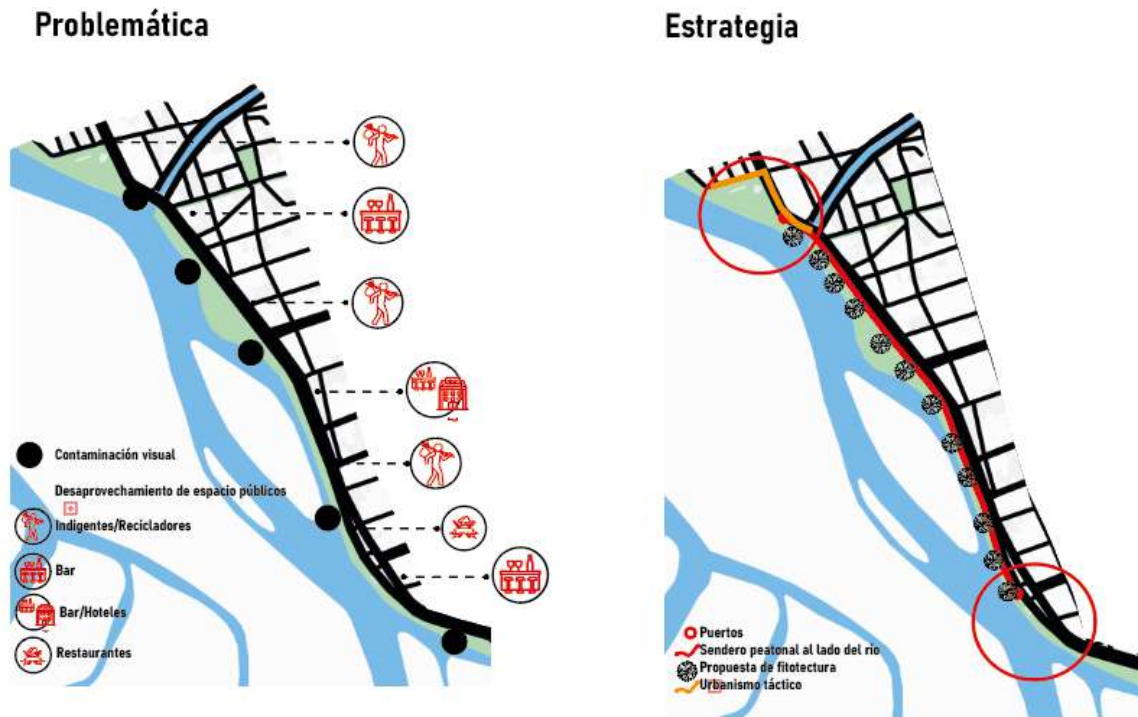 Problemática
Contaminación visual
Desaprovechamiento de espacio públicos
Indigentes/Recicladores
Bar
Bar/Hoteles
Restaurantes
Estrategia
Puertos
Sendero peatonal al lado del río
Propuesta de fitotectura
Urbanismo táctico